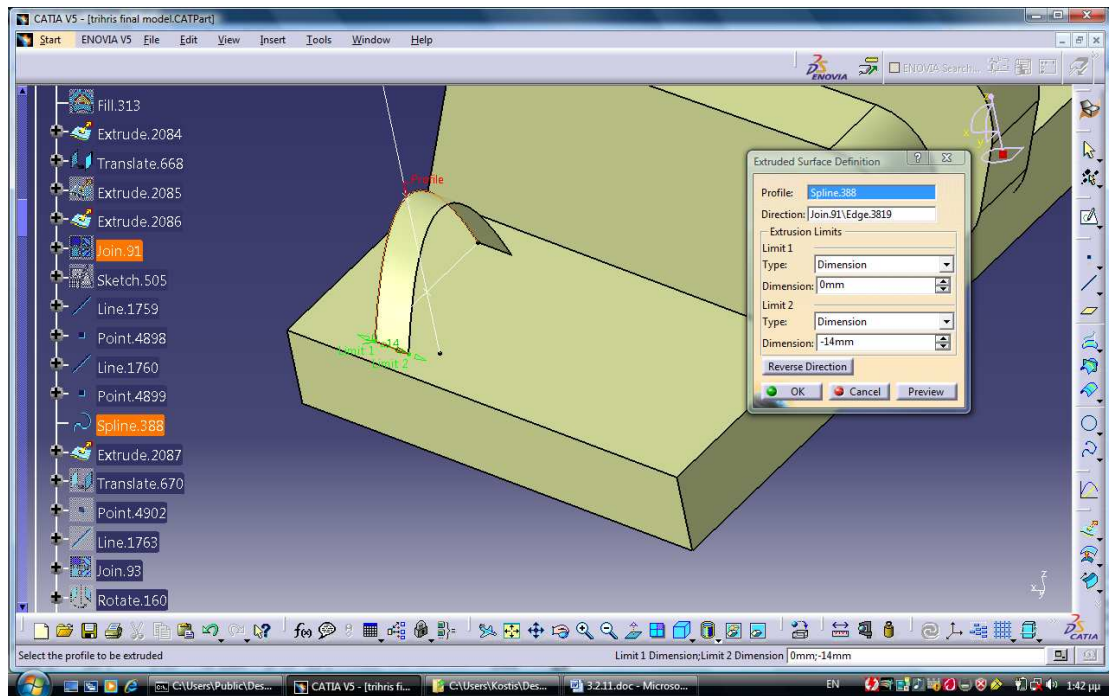 CATIA V5 - [trihris final model.CATPart]
Start ENOVIA V5 File Edit View Insert Tools Window Help
ENOVIA
ENOVIA Search...
Fill.313
Extrude.2084
Translate.668
Extrude.2085
Extrude.2086
Join.91
Sketch.505
Line.1759
Point.4898
Line.1760
Point.4899
Spline.388
Extrude.2087
Translate.670
Point.4902
Line.1763
Join.93
Rotate.160
Profile
Limit 1
-14
Limit 2
x
y
Extruded Surface Definition
Profile: Spline.388
Direction: Join.91\Edge.3819
Extrusion Limits
Limit 1
Type: Dimension
Dimension: 0mm
Limit 2
Type: Dimension
Dimension: -14mm
Reverse Direction
OK Cancel Preview
z
x
y
f(x)
CATIA
Select the profile to be extruded
Limit 1 Dimension;Limit 2 Dimension 0mm;-14mm
C:\Users\Public\Des...
CATIA V5 - [trihris fi...
C:\Users\Kostis\Des...
3.2.11.doc - Microso...
EN
1:42 μμ